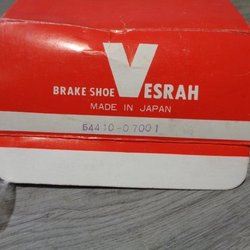 BRAKE SHOE VESRAH
MADE IN JAPAN
64410-07001